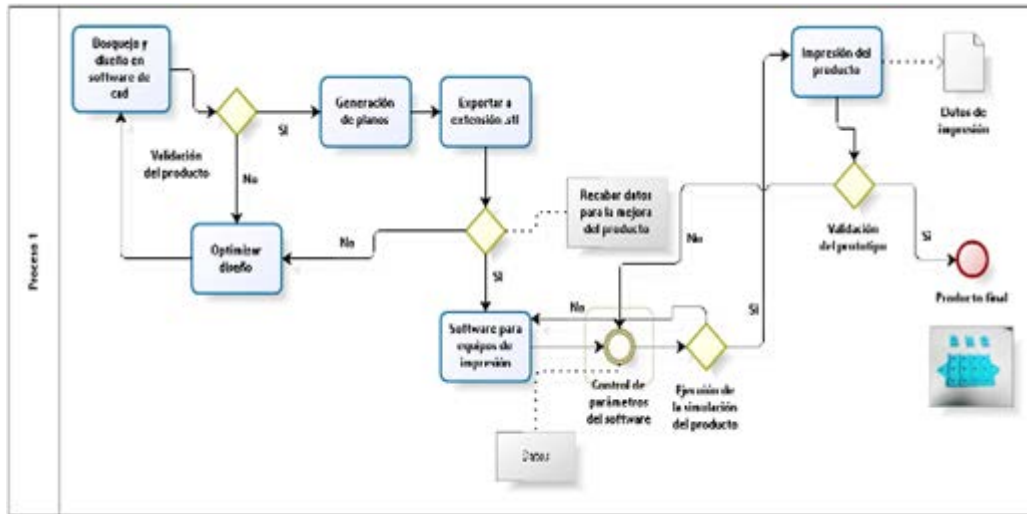 Proceso 1
Bosquejo y
diseño en
software de
cad
Validación
del producto
Si
No
Generación
de planos
Exportar a
extensión .stl
Optimizar
diseño
No
Si
Recabar datos
para la mejora
del producto
Software para
equipos de
impresión
No
Control de
parámetros
del software
Datos
Ejecución de
la simulación
del producto
Si
Impresión del
producto
Datos de
impresión
Validación
del prototipo
No
Si
Producto final